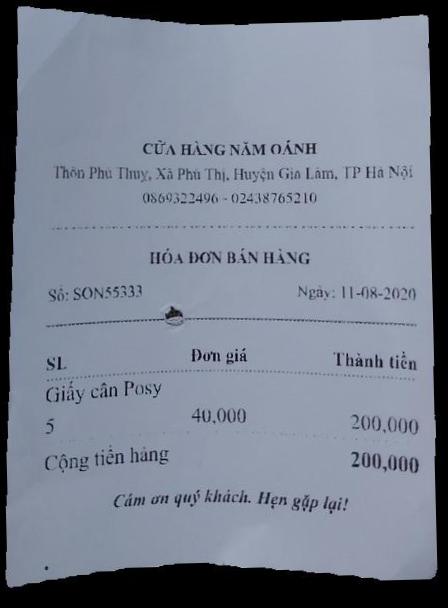 CỬA HÀNG NĂM OÁNH
Thôn Phú Thuỵ, Xã Phú Thị, Huyện Gia Lâm, TP Hà Nội
0869322496 - 02438765210
HÓA ĐƠN BÁN HÀNG
Số: SON55333 Ngày: 11-08-2020
SL Đơn giá Thành tiền
Giấy cân Posy
5 40,000 200,000
Cộng tiền hàng 200,000
Cám ơn quý khách. Hẹn gặp lại!